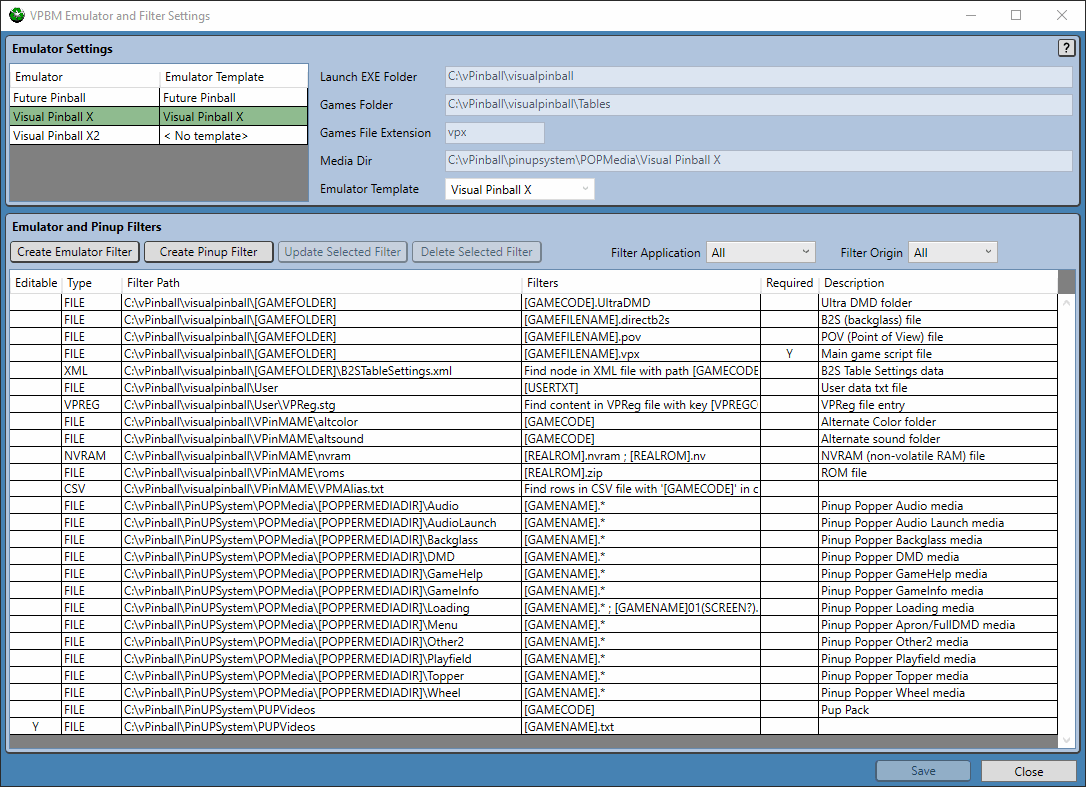 VPBM Emulator and Filter Settings
Emulator Settings
?
Emulator Emulator Template
Future Pinball Future Pinball
Visual Pinball X Visual Pinball X
Visual Pinball X2 < No template>
Launch EXE Folder C:\vPinball\visualpinball
Games Folder C:\vPinball\visualpinball\Tables
Games File Extension vpx
Media Dir C:\vPinball\pinupsystem\POPMedia\Visual Pinball X
Emulator Template Visual Pinball X
Emulator and Pinup Filters
Create Emulator Filter Create Pinup Filter Update Selected Filter Delete Selected Filter Filter Application All Filter Origin All
Editable Type Filter Path Filters Required Description
FILE C:\vPinball\visualpinball\[GAMEFOLDER] [GAMECODE].UltraDMD Ultra DMD folder
FILE C:\vPinball\visualpinball\[GAMEFOLDER] [GAMEFILENAME].directb2s B2S (backglass) file
FILE C:\vPinball\visualpinball\[GAMEFOLDER] [GAMEFILENAME].pov POV (Point of View) file
FILE C:\vPinball\visualpinball\[GAMEFOLDER] [GAMEFILENAME].vpx Y Main game script file
XML C:\vPinball\visualpinball\[GAMEFOLDER]\B2STableSettings.xml Find node in XML file with path [GAMECODE B2S Table Settings data
FILE C:\vPinball\visualpinball\User [USERTXT] User data txt file
VPREG C:\vPinball\visualpinball\User\VPReg.stg Find content in VPReg file with key [VPREGC VPReg file entry
FILE C:\vPinball\visualpinball\VPinMAME\altcolor [GAMECODE] Alternate Color folder
FILE C:\vPinball\visualpinball\VPinMAME\altsound [GAMECODE] Alternate sound folder
NVRAM C:\vPinball\visualpinball\VPinMAME\nvram [REALROM].nvram ; [REALROM].nv NVRAM (non-volatile RAM) file
FILE C:\vPinball\visualpinball\VPinMAME\roms [REALROM].zip ROM file
CSV C:\vPinball\visualpinball\VPinMAME\VPMAlias.txt Find rows in CSV file with '[GAMECODE]' in c
FILE C:\vPinball\PinUPSystem\POPMedia\[POPPERMEDIADIR]\Audio [GAMENAME].* Pinup Popper Audio media
FILE C:\vPinball\PinUPSystem\POPMedia\[POPPERMEDIADIR]\AudioLaunch [GAMENAME].* Pinup Popper Audio Launch media
FILE C:\vPinball\PinUPSystem\POPMedia\[POPPERMEDIADIR]\Backglass [GAMENAME].* Pinup Popper Backglass media
FILE C:\vPinball\PinUPSystem\POPMedia\[POPPERMEDIADIR]\DMD [GAMENAME].* Pinup Popper DMD media
FILE C:\vPinball\PinUPSystem\POPMedia\[POPPERMEDIADIR]\GameHelp [GAMENAME].* Pinup Popper GameHelp media
FILE C:\vPinball\PinUPSystem\POPMedia\[POPPERMEDIADIR]\GameInfo [GAMENAME].* Pinup Popper GameInfo media
FILE C:\vPinball\PinUPSystem\POPMedia\[POPPERMEDIADIR]\Loading [GAMENAME].* ; [GAMENAME]01(SCREEN?). Pinup Popper Loading media
FILE C:\vPinball\PinUPSystem\POPMedia\[POPPERMEDIADIR]\Menu [GAMENAME].* Pinup Popper Apron/FullDMD media
FILE C:\vPinball\PinUPSystem\POPMedia\[POPPERMEDIADIR]\Other2 [GAMENAME].* Pinup Popper Other2 media
FILE C:\vPinball\PinUPSystem\POPMedia\[POPPERMEDIADIR]\Playfield [GAMENAME].* Pinup Popper Playfield media
FILE C:\vPinball\PinUPSystem\POPMedia\[POPPERMEDIADIR]\Topper [GAMENAME].* Pinup Popper Topper media
FILE C:\vPinball\PinUPSystem\POPMedia\[POPPERMEDIADIR]\Wheel [GAMENAME].* Pinup Popper Wheel media
FILE C:\vPinball\PinUPSystem\PUPVideos [GAMECODE] Pup Pack
Y FILE C:\vPinball\PinUPSystem\PUPVideos [GAMENAME].txt
Save Close